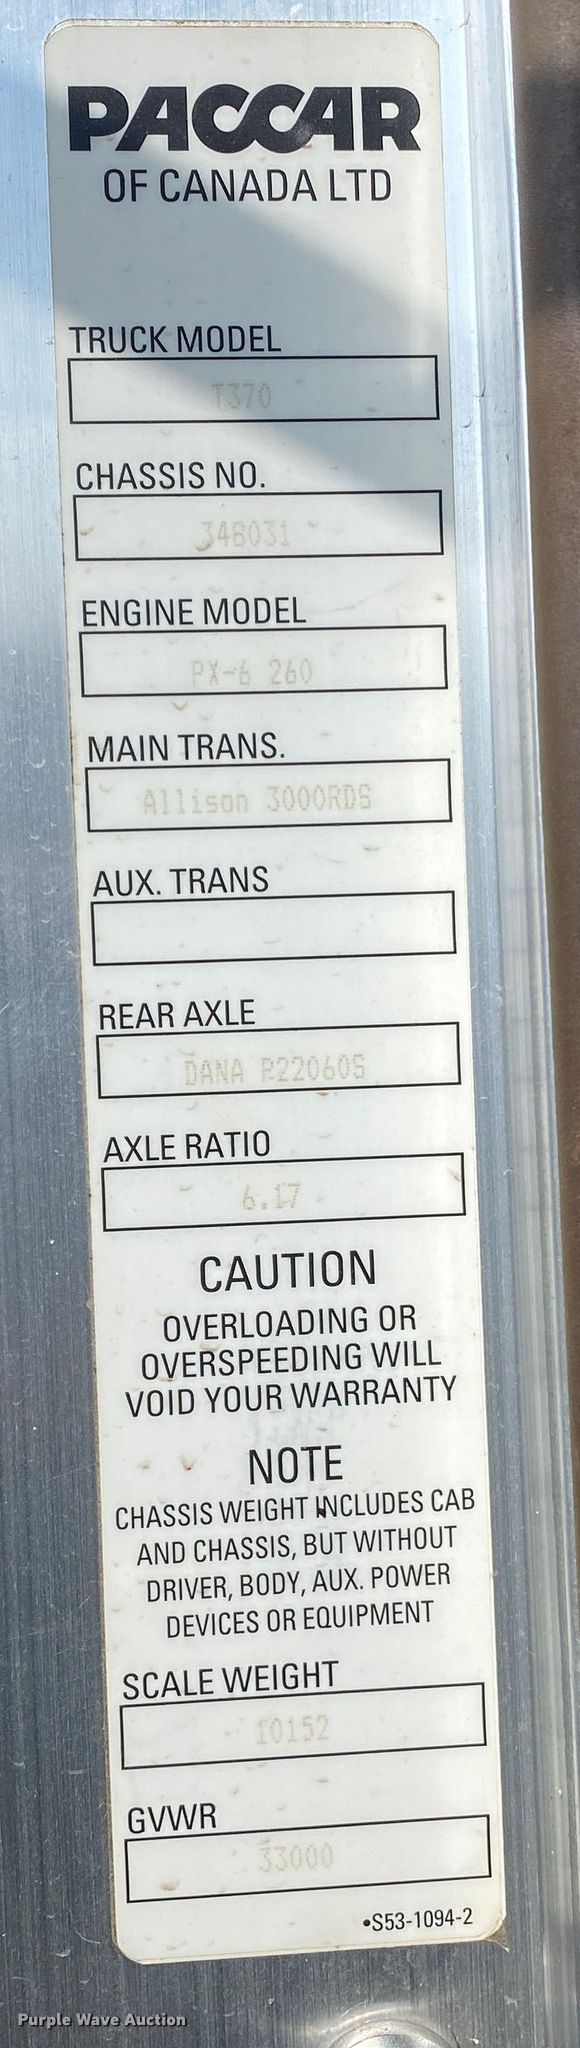 PACCAR
OF CANADA LTD
TRUCK MODEL
T370
CHASSIS NO.
348031
ENGINE MODEL
PX-6 260
MAIN TRANS.
Allison 3000RDS
AUX. TRANS
REAR AXLE
DANA R22060S
AXLE RATIO
6.17
CAUTION
OVERLOADING OR
OVERSPEEDING WILL
VOID YOUR WARRANTY
NOTE
CHASSIS WEIGHT INCLUDES CAB
AND CHASSIS, BUT WITHOUT
DRIVER, BODY, AUX. POWER
DEVICES OR EQUIPMENT
SCALE WEIGHT
10152
GVWR
33000
•S53-1094-2
Purple Wave Auction